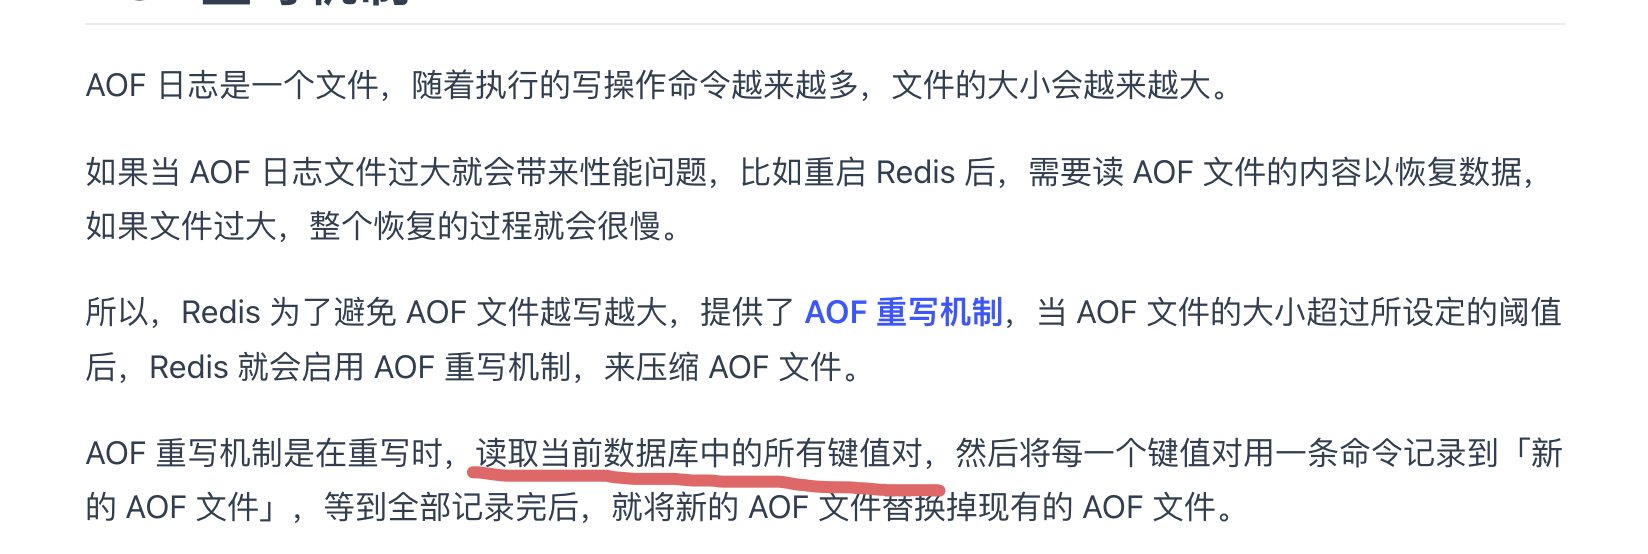 重写机制
AOF 日志是一个文件，随着执行的写操作命令越来越多，文件的大小会越来越大。
如果当 AOF 日志文件过大就会带来性能问题，比如重启 Redis 后，需要读 AOF 文件的内容以恢复数据，
如果文件过大，整个恢复的过程就会很慢。
所以，Redis 为了避免 AOF 文件越写越大，提供了 AOF 重写机制，当 AOF 文件的大小超过所设定的阈值
后，Redis 就会启用 AOF 重写机制，来压缩 AOF 文件。
AOF 重写机制是在重写时，读取当前数据库中的所有键值对，然后将每一个键值对用一条命令记录到「新
的 AOF 文件」，等到全部记录完后，就将新的 AOF 文件替换掉现有的 AOF 文件。